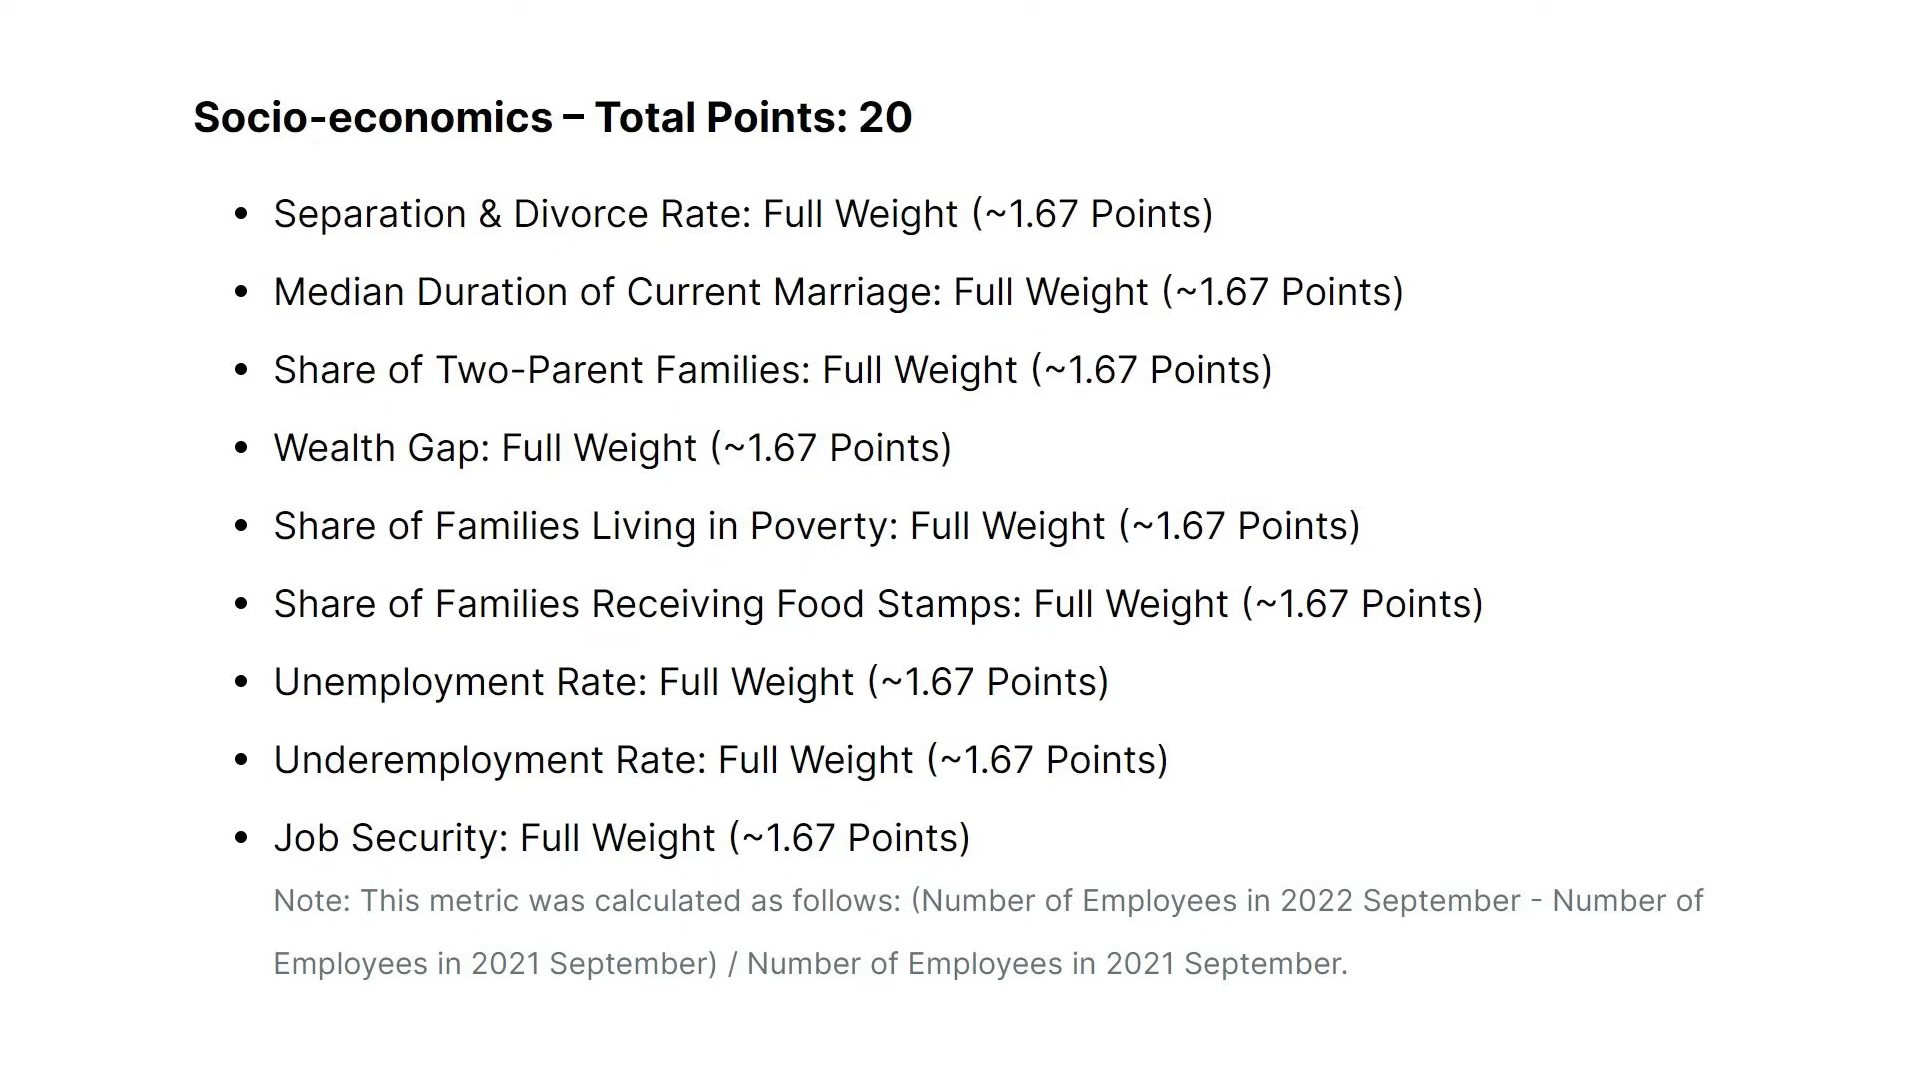 Socio-economics – Total Points: 20
• Separation & Divorce Rate: Full Weight (~1.67 Points)
• Median Duration of Current Marriage: Full Weight (~1.67 Points)
• Share of Two-Parent Families: Full Weight (~1.67 Points)
• Wealth Gap: Full Weight (~1.67 Points)
• Share of Families Living in Poverty: Full Weight (~1.67 Points)
• Share of Families Receiving Food Stamps: Full Weight (~1.67 Points)
• Unemployment Rate: Full Weight (~1.67 Points)
• Underemployment Rate: Full Weight (~1.67 Points)
• Job Security: Full Weight (~1.67 Points)
Note: This metric was calculated as follows: (Number of Employees in 2022 September - Number of
Employees in 2021 September) / Number of Employees in 2021 September.